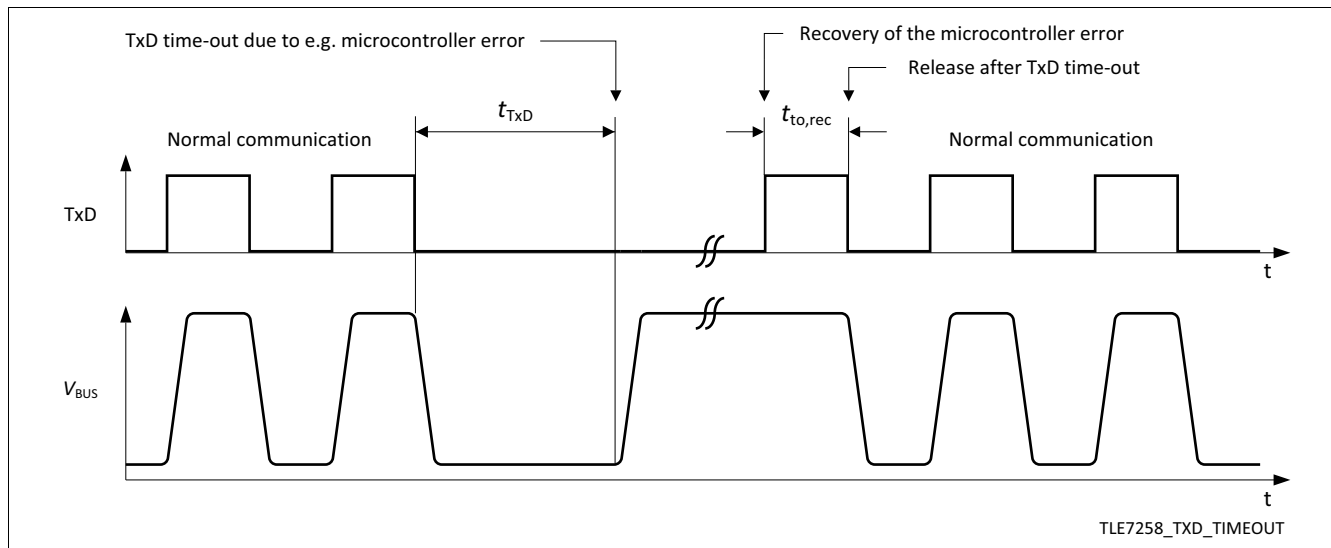 TxD time-out due to e.g. microcontroller error
Recovery of the microcontroller error
Release after TxD time-out
tTxD
tto,rec
Normal communication
Normal communication
TxD
t
VBUS
t
TLE7258_TXD_TIMEOUT